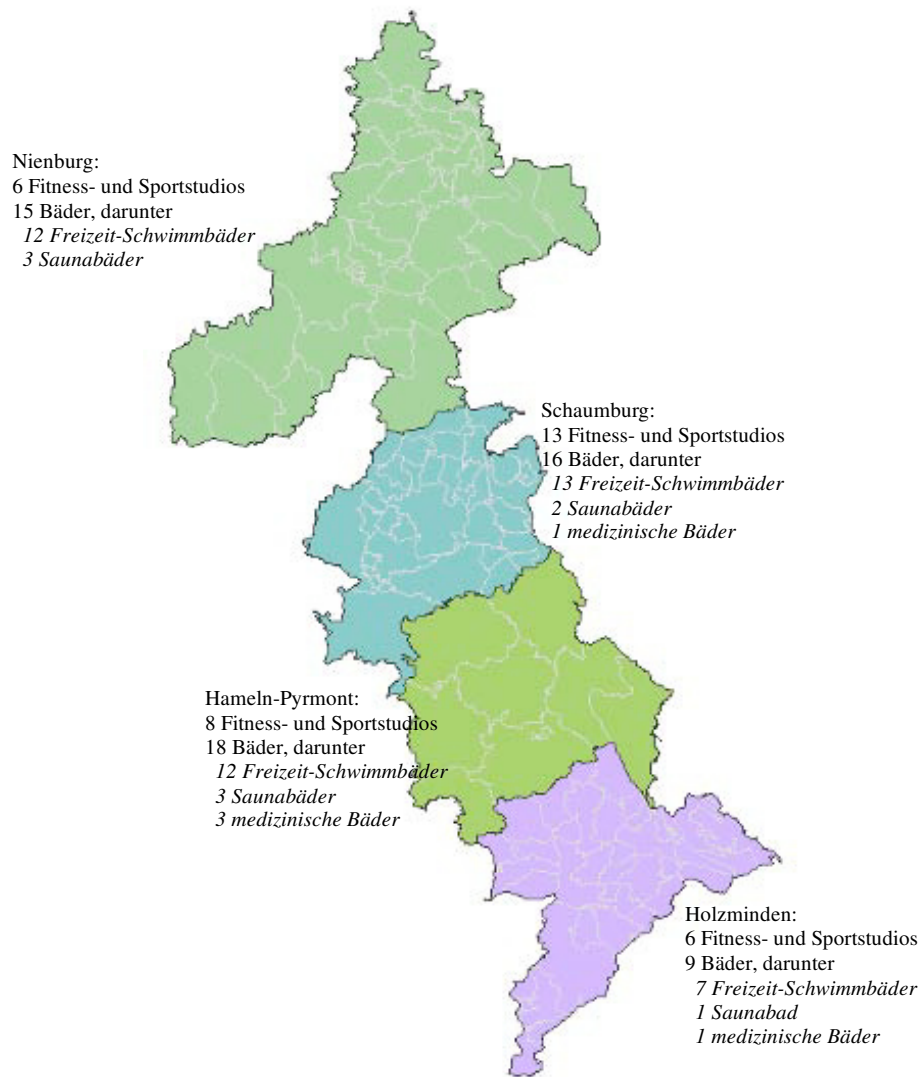 Nienburg:
6 Fitness- und Sportstudios
15 Bäder, darunter
12 Freizeit-Schwimmbäder
3 Saunabäder
Schaumburg:
13 Fitness- und Sportstudios
16 Bäder, darunter
13 Freizeit-Schwimmbäder
2 Saunabäder
1 medizinische Bäder
Hameln-Pyrmont:
8 Fitness- und Sportstudios
18 Bäder, darunter
12 Freizeit-Schwimmbäder
3 Saunabäder
3 medizinische Bäder
Holzminden:
6 Fitness- und Sportstudios
9 Bäder, darunter
7 Freizeit-Schwimmbäder
1 Saunabad
1 medizinische Bäder